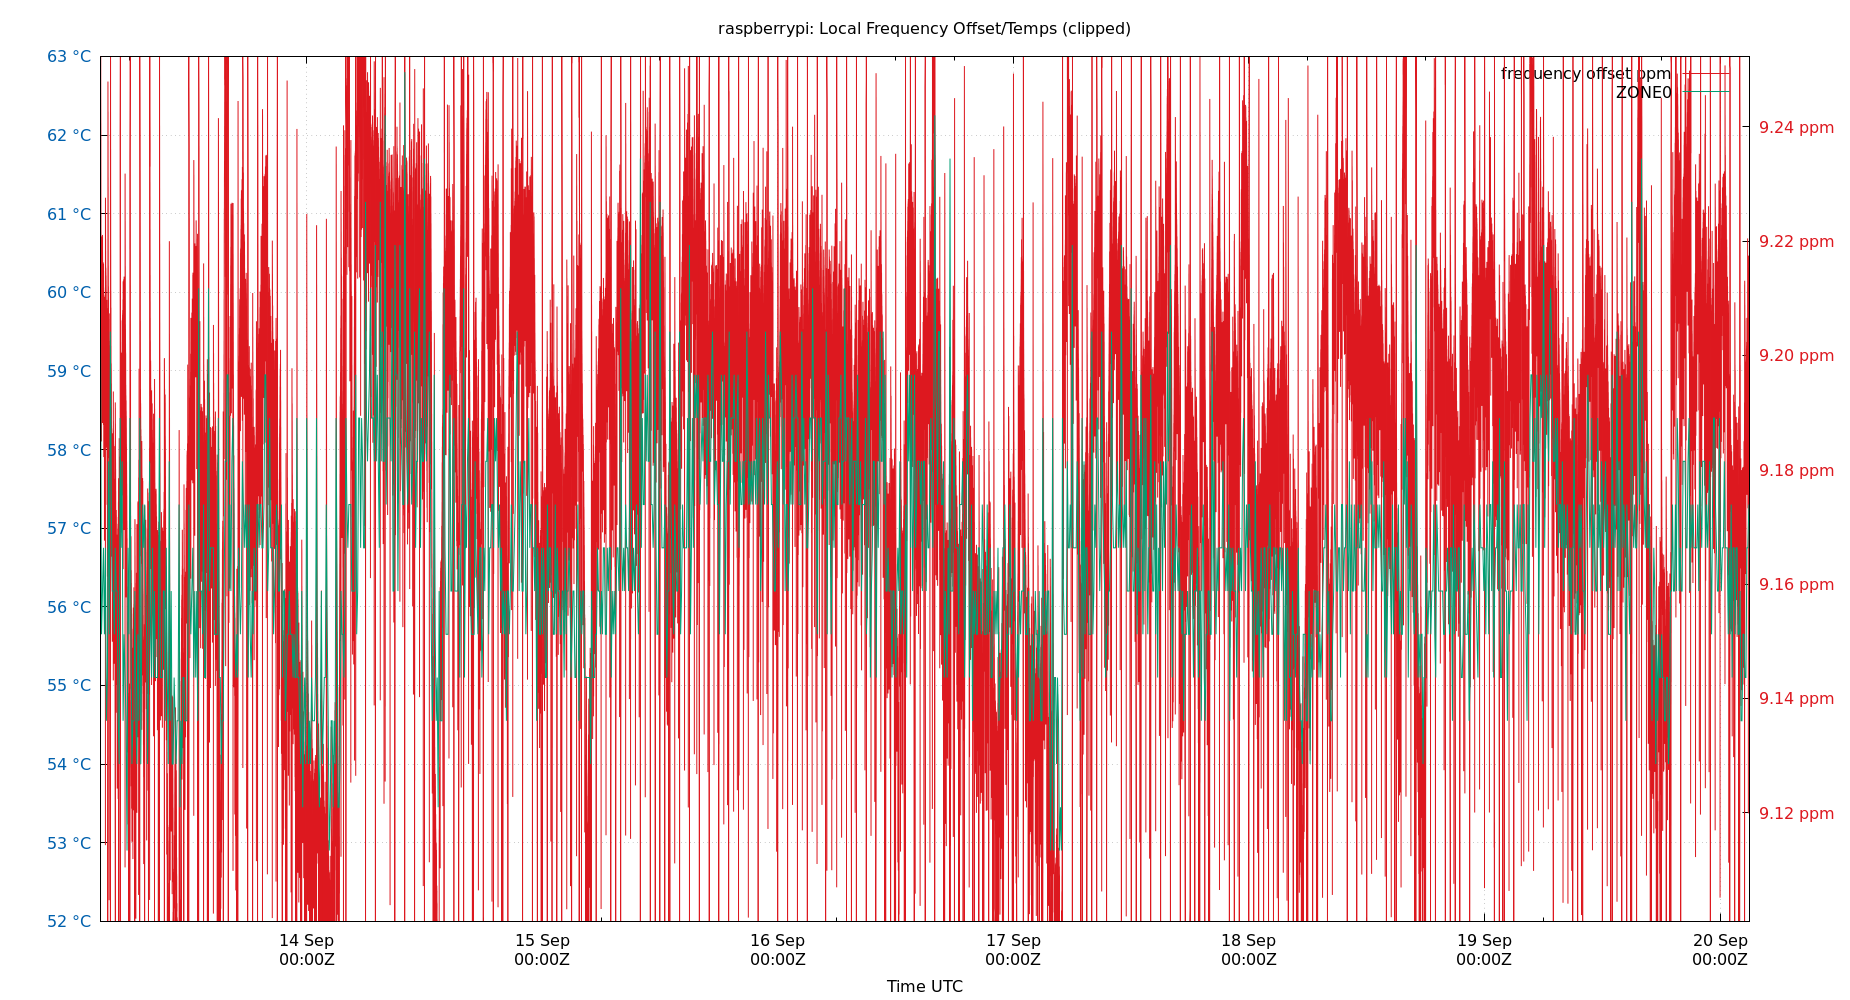 raspberrypi: Local Frequency Offset/Temps (clipped)
63 °C
62 °C
61 °C
60 °C
59 °C
58 °C
57 °C
56 °C
55 °C
54 °C
53 °C
52 °C
frequency offset ppm
ZONE0
9.24 ppm
9.22 ppm
9.20 ppm
9.18 ppm
9.16 ppm
9.14 ppm
9.12 ppm
14 Sep 15 Sep 16 Sep 17 Sep 18 Sep 19 Sep 20 Sep
00:00Z 00:00Z 00:00Z 00:00Z 00:00Z 00:00Z 00:00Z
Time UTC